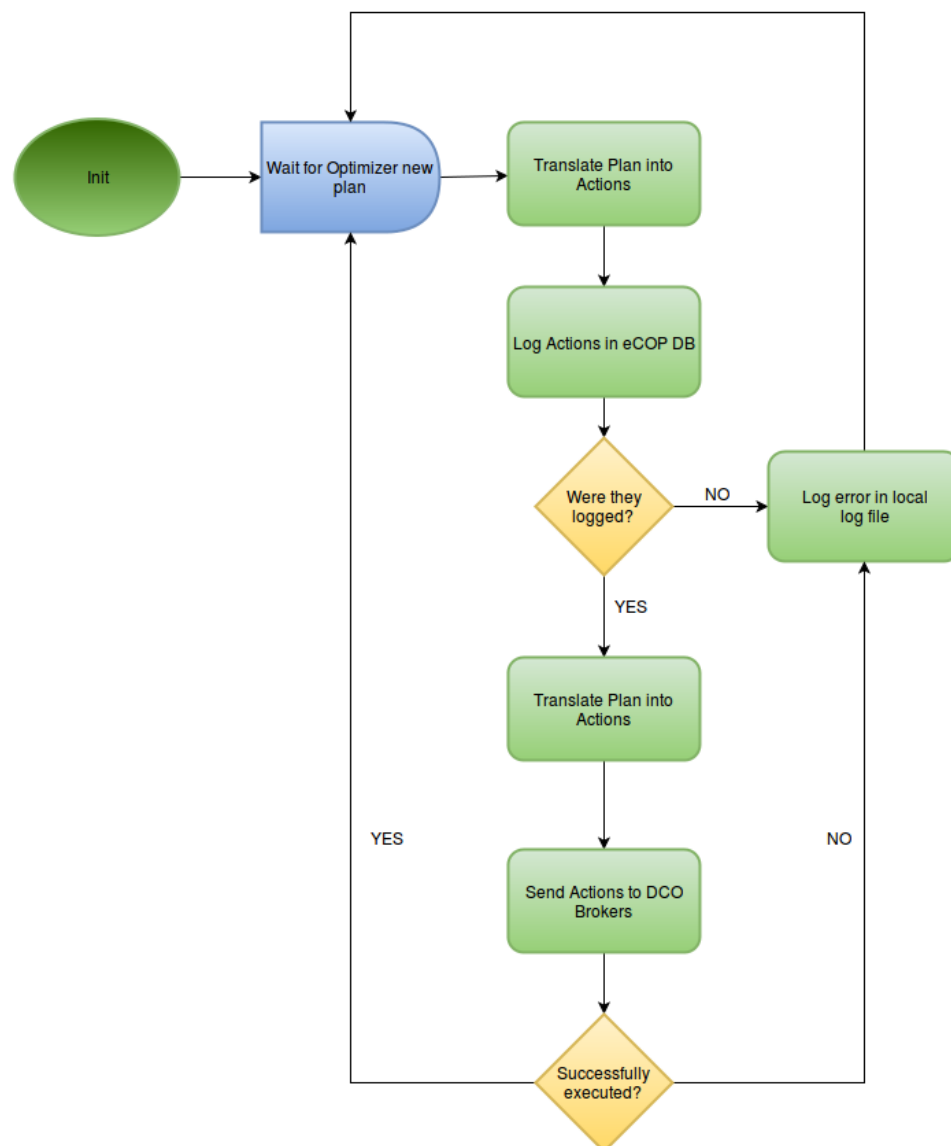 Init
Wait for Optimizer new
plan
Translate Plan into
Actions
Log Actions in eCOP DB
Were they
logged?
NO
Log error in local
log file
YES
Translate Plan into
Actions
YES
NO
Send Actions to DCO
Brokers
Successfully
executed?